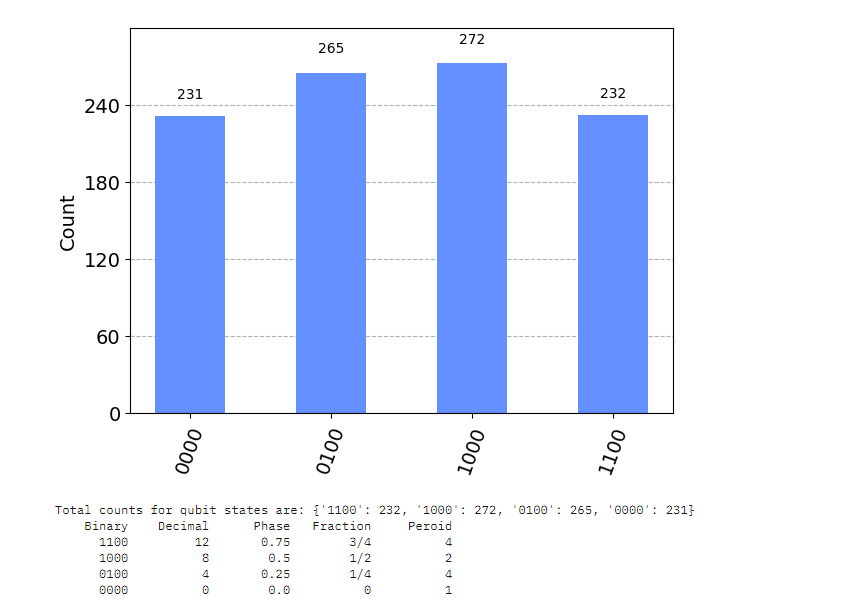 272
265
231
232
240
180
120
60
0
Count
0000 0100 1000 1100
Total counts for qubit states are: {'1100': 232, '1000': 272, '0100': 265, '0000': 231}
Binary Decimal Phase Fraction Peroid
1100 12 0.75 3/4 4
1000 8 0.5 1/2 2
0100 4 0.25 1/4 4
0000 0 0.0 0 1